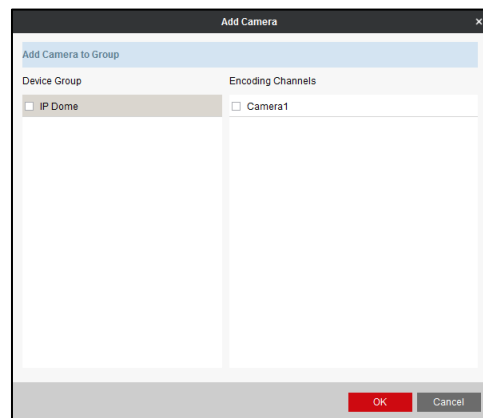 Add Camera ×
Add Camera to Group
Device Group Encoding Channels
IP Dome Camera1
OK Cancel